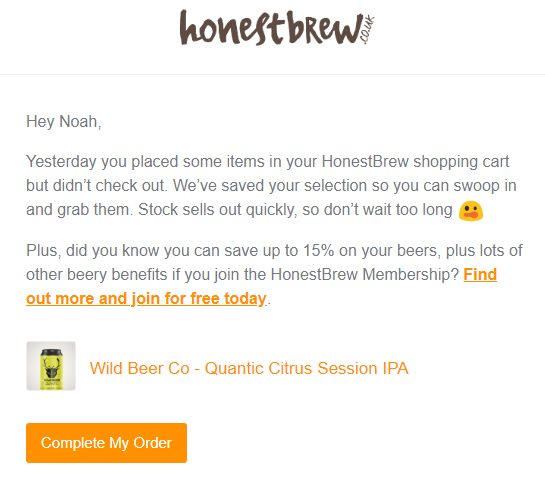 honestbrew.co.uk
Hey Noah,
Yesterday you placed some items in your HonestBrew shopping cart
but didn’t check out. We’ve saved your selection so you can swoop in
and grab them. Stock sells out quickly, so don’t wait too long
Plus, did you know you can save up to 15% on your beers, plus lots of
other beery benefits if you join the HonestBrew Membership? Find
out more and join for free today.
Wild Beer Co - Quantic Citrus Session IPA
Complete My Order